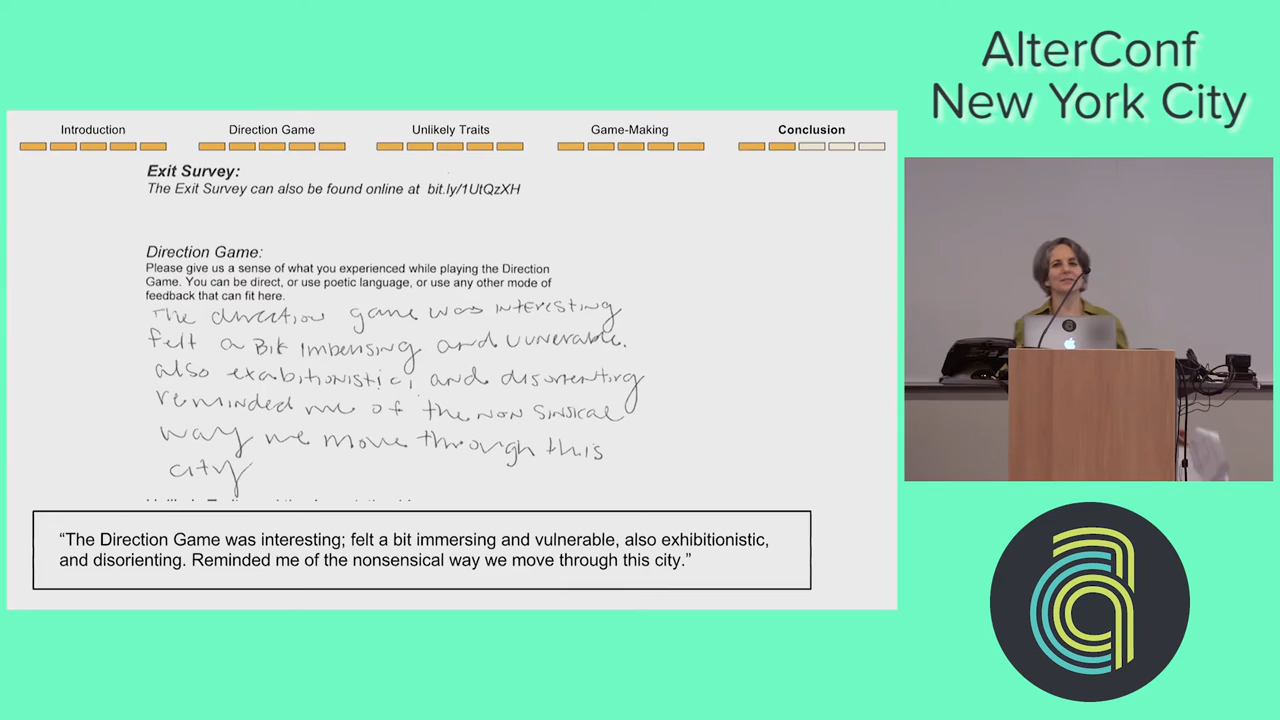 AlterConf
New York City
Introduction
Direction Game
Unlikely Traits
Game-Making
Conclusion
Exit Survey:
The Exit Survey can also be found online at bit.ly/1UtQzXH
Direction Game:
Please give us a sense of what you experienced while playing the Direction
Game. You can be direct, or use poetic language, or use any other mode of
feedback that can fit here.
The direction game was interesting
felt a Bit imbensing and vunerable.
also exabitionistic, and disorienting
reminded me of the non sinsical
way we move through this
city
“The Direction Game was interesting; felt a bit immersing and vulnerable, also exhibitionistic,
and disorienting. Reminded me of the nonsensical way we move through this city.”